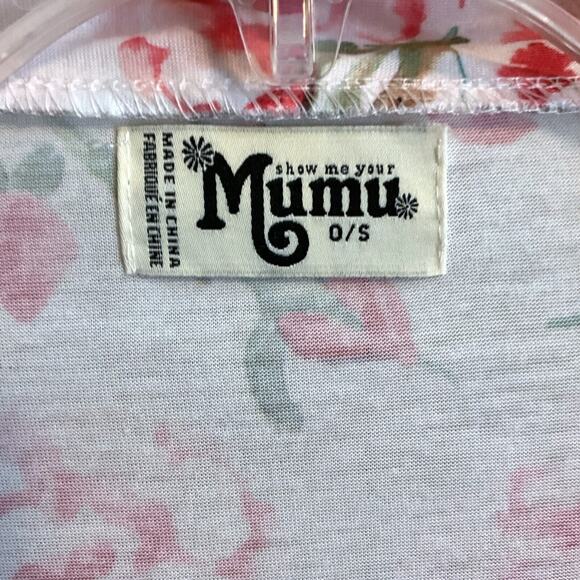 show me your
Mumu
O/S
MADE IN CHINA
FABRIQUÉ EN CHINE